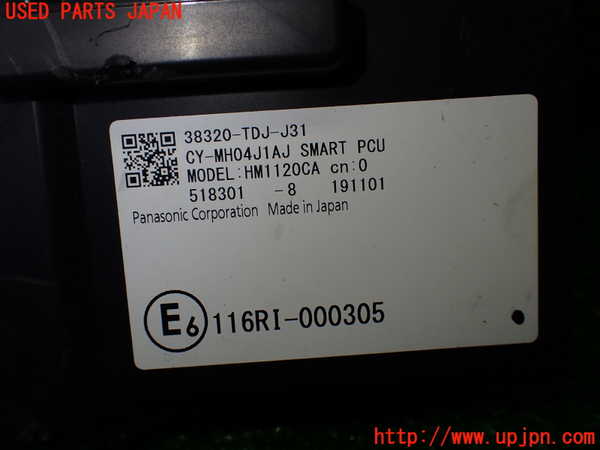 USED PARTS JAPAN
38320-TDJ-J31
CY-MH04J1AJ SMART PCU
MODEL:HM1120CA cn:0
518301 -8 191101
Panasonic Corporation Made in Japan
E6 116RI-000305
http://www.upjpn.com/